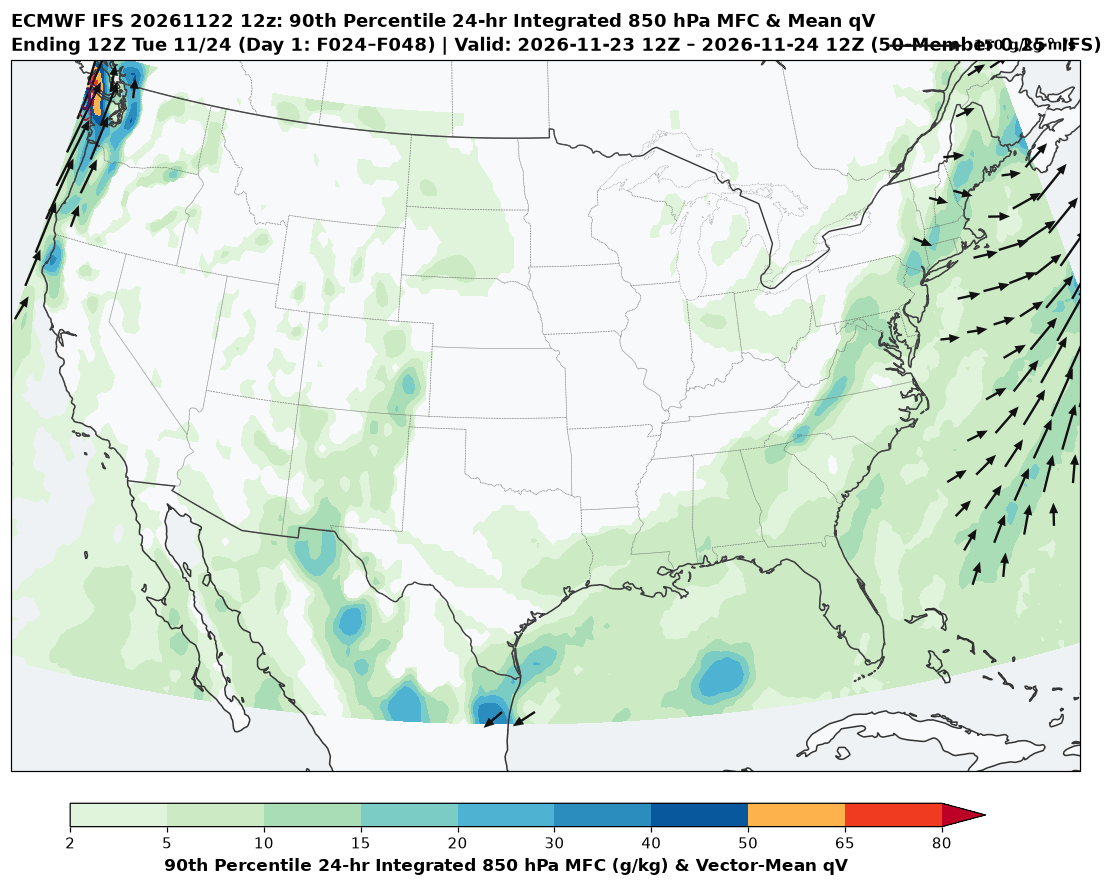 ECMWF IFS 20261122 12z: 90th Percentile 24-hr Integrated 850 hPa MFC & Mean qV
Ending 12Z Tue 11/24 (Day 1: F024–F048) | Valid: 2026-11-23 12Z – 2026-11-24 12Z (50-Member 0.25° IFS)
150 g/kg·m/s
2 5 10 15 20 30 40 50 65 80
90th Percentile 24-hr Integrated 850 hPa MFC (g/kg) & Vector-Mean qV